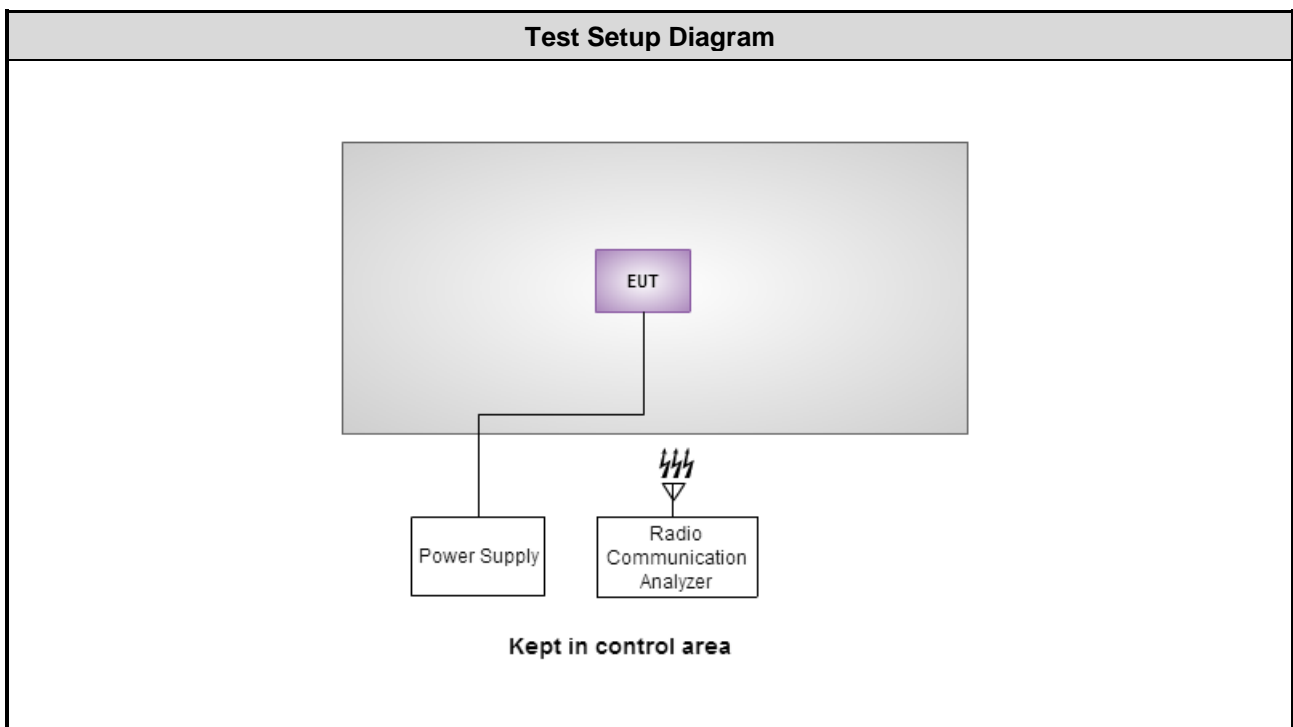 Test Setup Diagram
EUT
Power Supply
Radio
Communication
Analyzer
Kept in control area